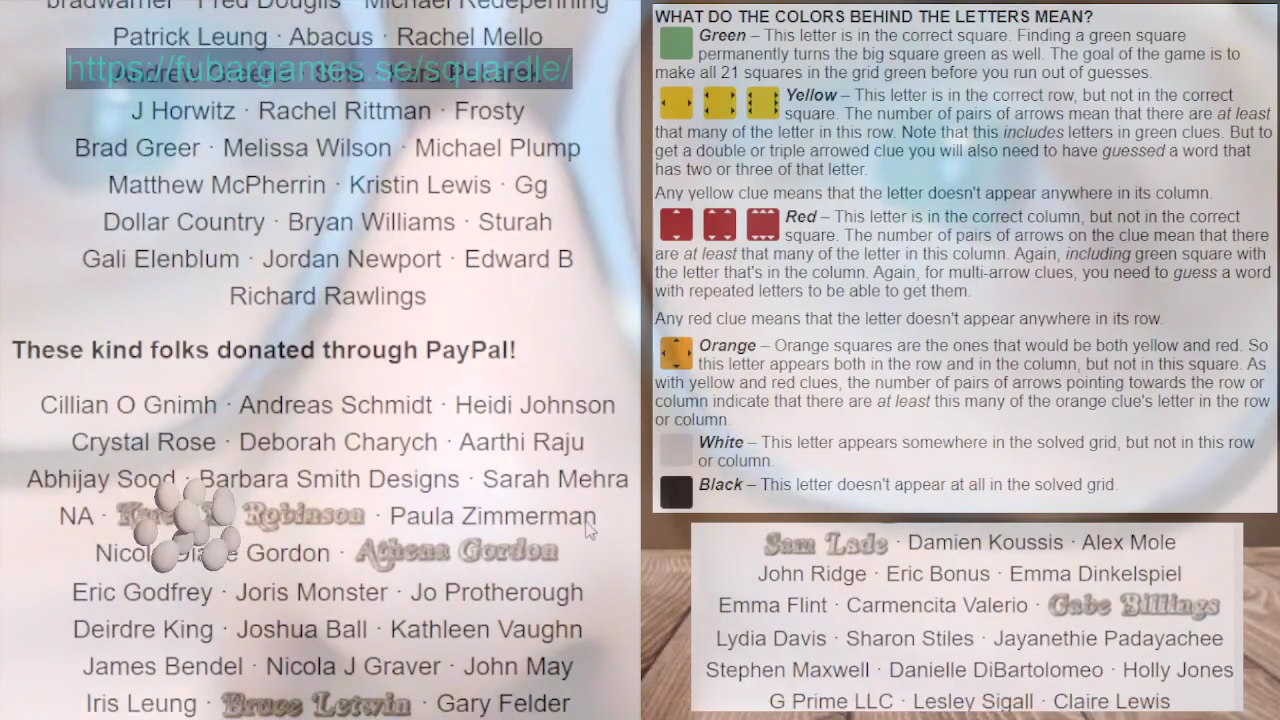 bradwarner · Fred Douglis · Michael Redepenning
Patrick Leung · Abacus · Rachel Mello
https://fubargames.se/squardle/
J Horwitz · Rachel Rittman · Frosty
Brad Greer · Melissa Wilson · Michael Plump
Matthew McPherrin · Kristin Lewis · Gg
Dollar Country · Bryan Williams · Sturah
Gali Elenblum · Jordan Newport · Edward B
Richard Rawlings
These kind folks donated through PayPal!
Cillian O Gnimh · Andreas Schmidt · Heidi Johnson
Crystal Rose · Deborah Charych · Aarthi Raju
Abhijay Sood · Barbara Smith Designs · Sarah Mehra
NA · Robinson · Paula Zimmerman
Gordon · Athena Gordon
Eric Godfrey · Joris Monster · Jo Protherough
Deirdre King · Joshua Ball · Kathleen Vaughn
James Bendel · Nicola J Graver · John May
Iris Leung · Bruce Letwin · Gary Felder
WHAT DO THE COLORS BEHIND THE LETTERS MEAN?
Green – This letter is in the correct square. Finding a green square
permanently turns the big square green as well. The goal of the game is to
make all 21 squares in the grid green before you run out of guesses.
Yellow – This letter is in the correct row, but not in the correct
square. The number of pairs of arrows mean that there are at least
that many of the letter in this row. Note that this includes letters in green clues. But to
get a double or triple arrowed clue you will also need to have guessed a word that
has two or three of that letter.
Any yellow clue means that the letter doesn't appear anywhere in its column.
Red – This letter is in the correct column, but not in the correct
square. The number of pairs of arrows on the clue mean that there
are at least that many of the letter in this column. Again, including green square with
the letter that's in the column. Again, for multi-arrow clues, you need to guess a word
with repeated letters to be able to get them.
Any red clue means that the letter doesn't appear anywhere in its row.
Orange – Orange squares are the ones that would be both yellow and red. So
this letter appears both in the row and in the column, but not in this square. As
with yellow and red clues, the number of pairs of arrows pointing towards the row or
column indicate that there are at least this many of the orange clue's letter in the row
or column.
White – This letter appears somewhere in the solved grid, but not in this row
or column.
Black – This letter doesn't appear at all in the solved grid.
Sam Lade · Damien Koussis · Alex Mole
John Ridge · Eric Bonus · Emma Dinkelspiel
Emma Flint · Carmencita Valerio · Gabe Billings
Lydia Davis · Sharon Stiles · Jayanethie Padayachee
Stephen Maxwell · Danielle DiBartolomeo · Holly Jones
G Prime LLC · Lesley Sigall · Claire Lewis